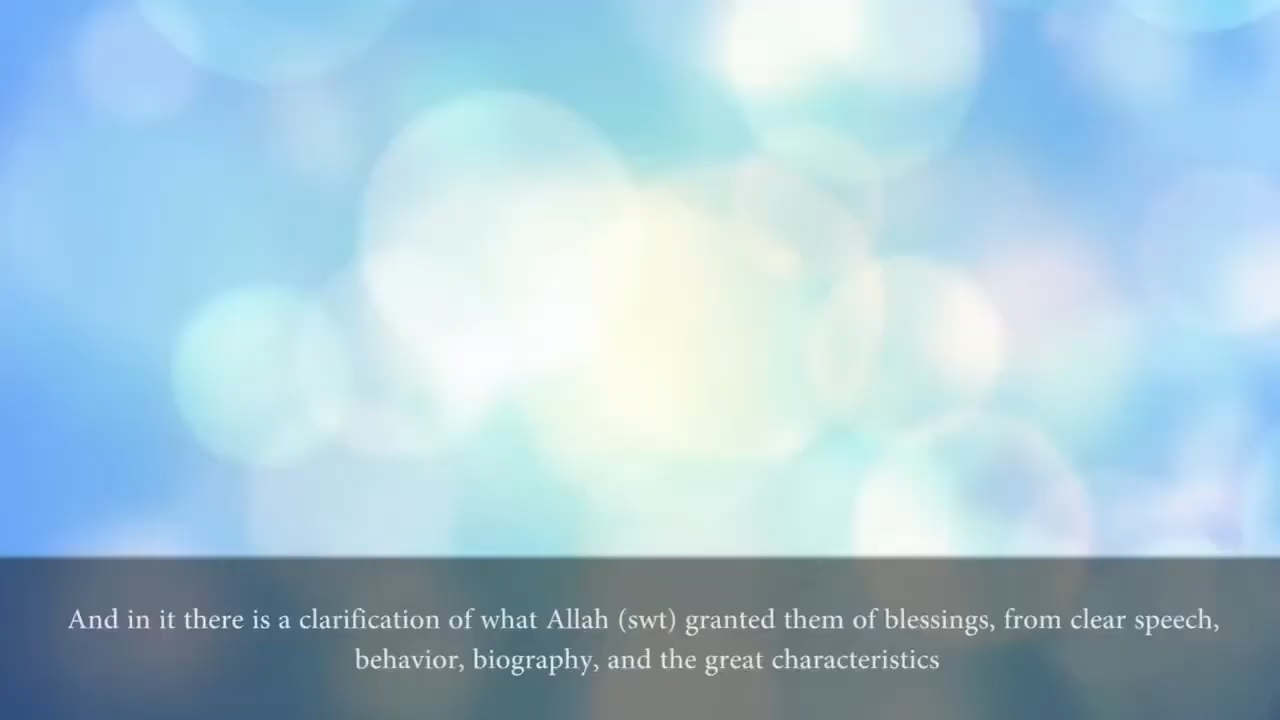 And in it there is a clarification of what Allah (swt) granted them of blessings, from clear speech,
behavior, biography, and the great characteristics